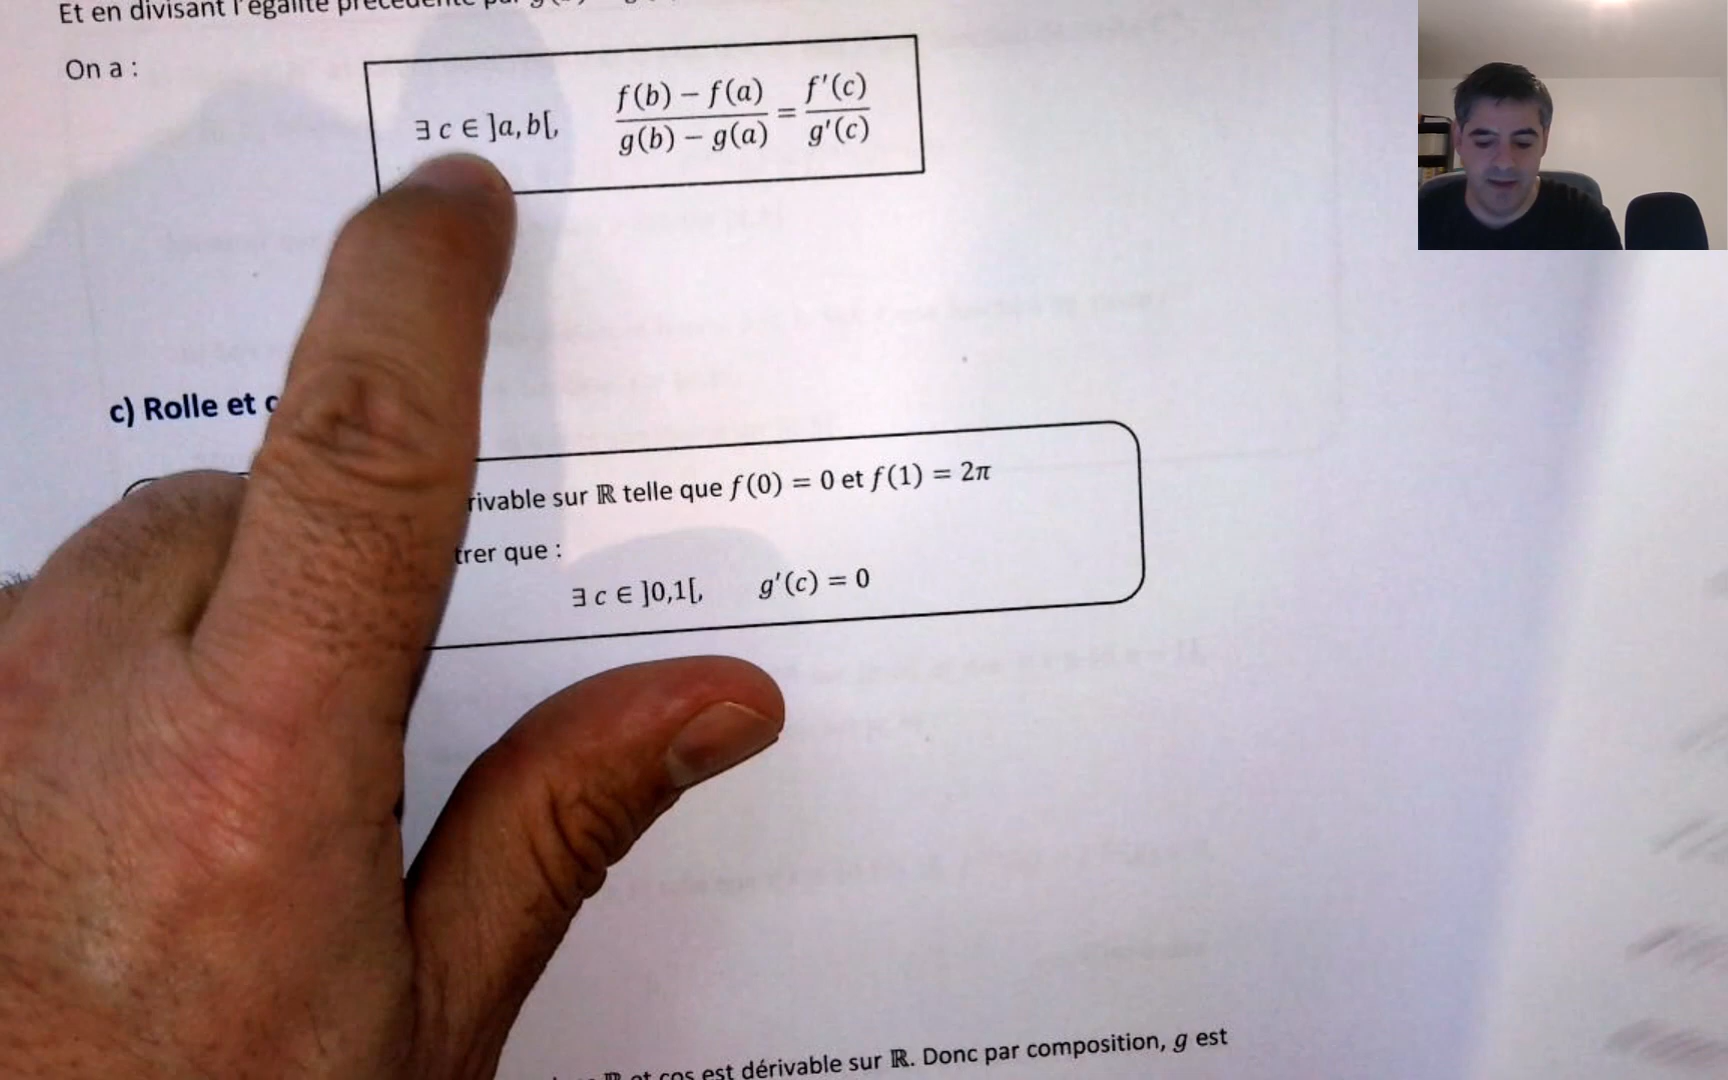 Et en divisant l'égalité
On a :
∃ c ∈ ]a, b[, f(b) − f(a) / g(b) − g(a) = f'(c) / g'(c)
c) Rolle et
rivable sur ℝ telle que f(0) = 0 et f(1) = 2π
trer que :
∃ c ∈ ]0,1[, g'(c) = 0
et cos est dérivable sur ℝ. Donc par composition, g est